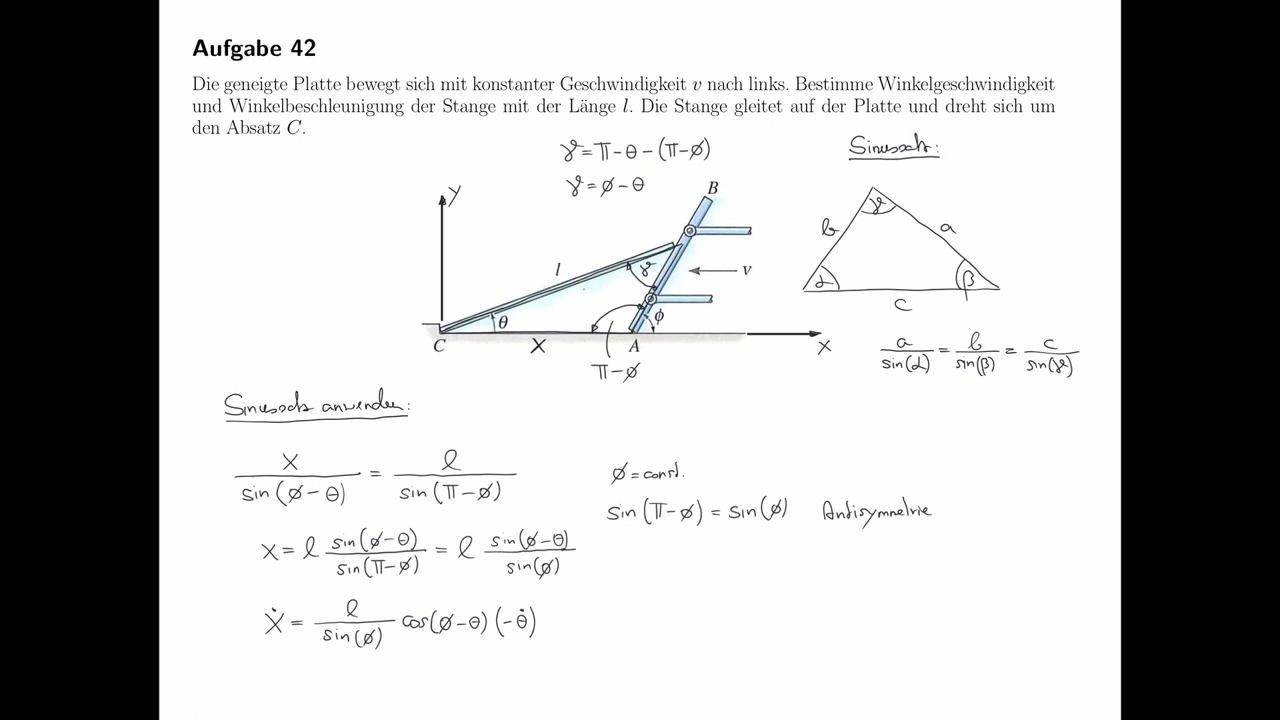 Aufgabe 42
Die geneigte Platte bewegt sich mit konstanter Geschwindigkeit v nach links. Bestimme Winkelgeschwindigkeit
und Winkelbeschleunigung der Stange mit der Länge l. Die Stange gleitet auf der Platte und dreht sich um
den Absatz C.
γ = π - θ - (π - ø)
γ = ø - θ
Sinussatz:
y
B
l
γ
v
θ
ø
C
x
A
x
π - ø
γ
b
a
α
β
c
a/sin(α) = b/sin(β) = c/sin(γ)
Sinussatz anwenden:
x/sin(ø - θ) = l/sin(π - ø)
ø = const.
sin(π - ø) = sin(ø) Antisymmetrie
x = l sin(ø - θ)/sin(π - ø) = l sin(ø - θ)/sin(ø)
ẋ = l/sin(ø) cos(ø - θ) (-θ̇)